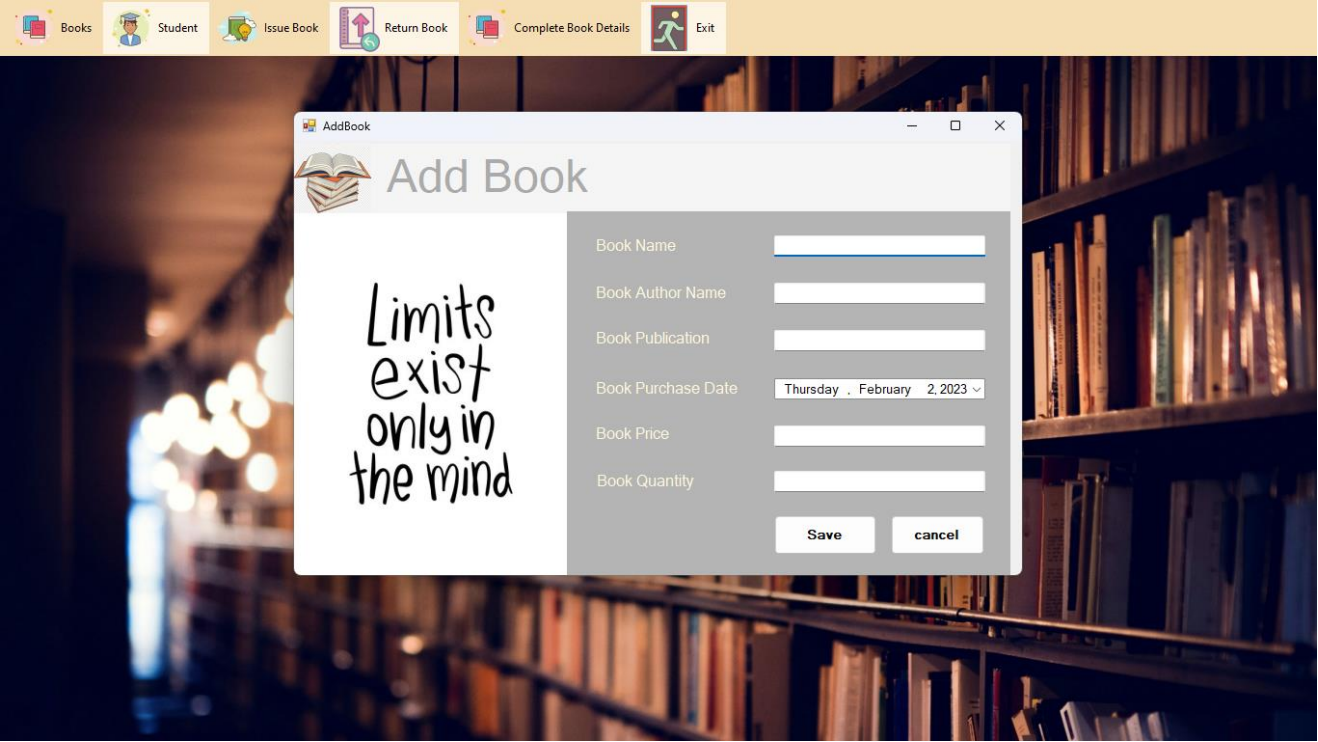 Books Student Issue Book Return Book Complete Book Details Exit
AddBook
Add Book
Limits
exist
only in
the mind
Book Name
Book Author Name
Book Publication
Book Purchase Date Thursday , February 2, 2023
Book Price
Book Quantity
Save cancel